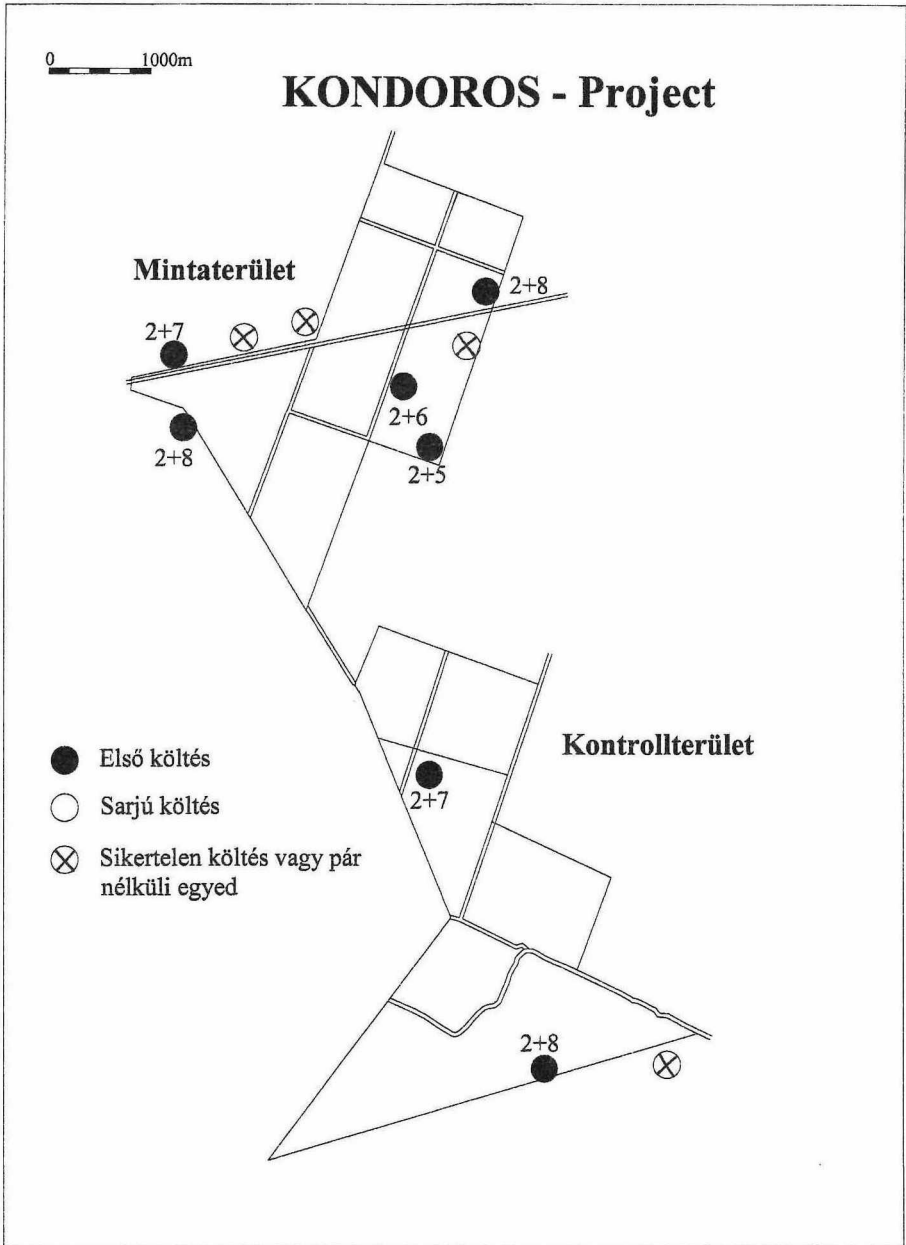 0 1000m
KONDOROS - Project
Mintaterület
2+8
2+7
2+6
2+8
2+5
Kontrollterület
2+7
Első költés
Sarjú költés
Sikertelen költés vagy pár
nélküli egyed
2+8